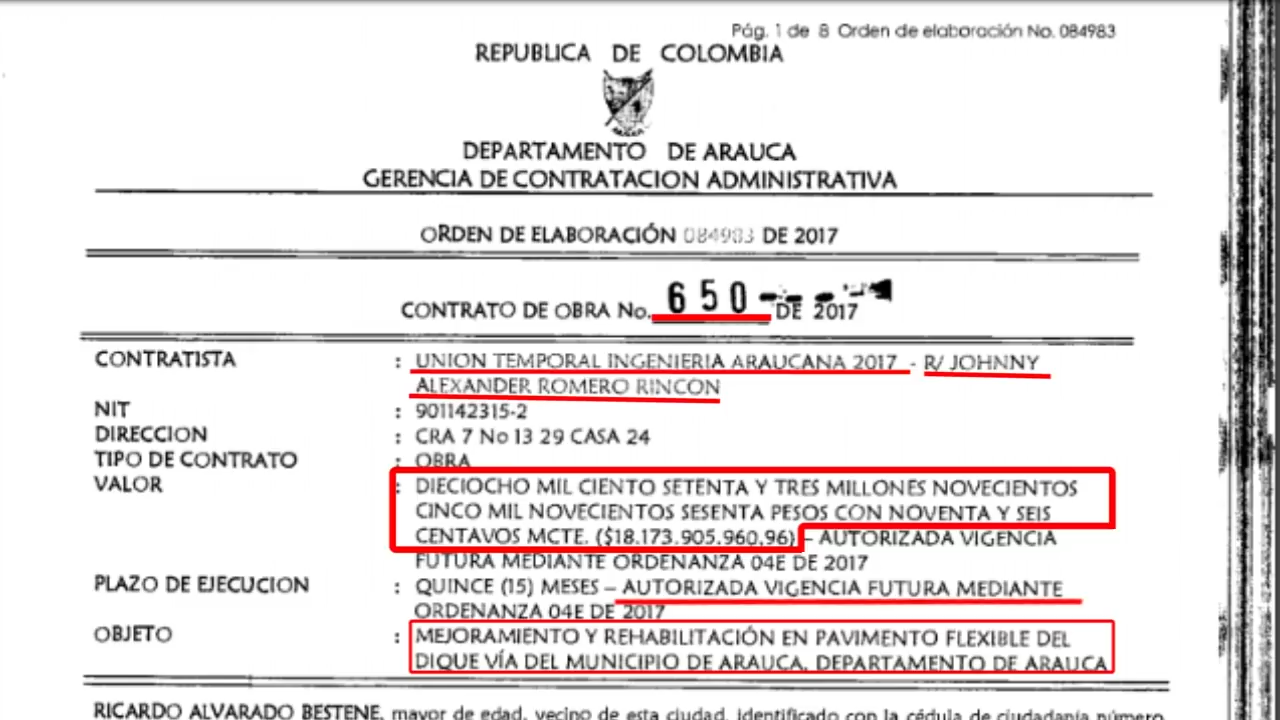 Pág. 1 de 8 Orden de elaboración No. 084983
REPUBLICA DE COLOMBIA
ARAUCA
DEPARTAMENTO DE ARAUCA
GERENCIA DE CONTRATACION ADMINISTRATIVA
ORDEN DE ELABORACIÓN 084983 DE 2017
CONTRATO DE OBRA No. 650 DE 2017
CONTRATISTA : UNION TEMPORAL INGENIERIA ARAUCANA 2017 - R/ JOHNNY
ALEXANDER ROMERO RINCON
NIT : 901142315-2
DIRECCION : CRA 7 No 13 29 CASA 24
TIPO DE CONTRATO : OBRA
VALOR : DIECIOCHO MIL CIENTO SETENTA Y TRES MILLONES NOVECIENTOS
CINCO MIL NOVECIENTOS SESENTA PESOS CON NOVENTA Y SEIS
CENTAVOS MCTE. ($18.173.905.960,96) – AUTORIZADA VIGENCIA
FUTURA MEDIANTE ORDENANZA 04E DE 2017
PLAZO DE EJECUCION : QUINCE (15) MESES – AUTORIZADA VIGENCIA FUTURA MEDIANTE
ORDENANZA 04E DE 2017
OBJETO : MEJORAMIENTO Y REHABILITACIÓN EN PAVIMENTO FLEXIBLE DEL
DIQUE VÍA DEL MUNICIPIO DE ARAUCA, DEPARTAMENTO DE ARAUCA
RICARDO ALVARADO BESTENE, mayor de edad, vecino de esta ciudad, identificado con la cédula de ciudadanía número